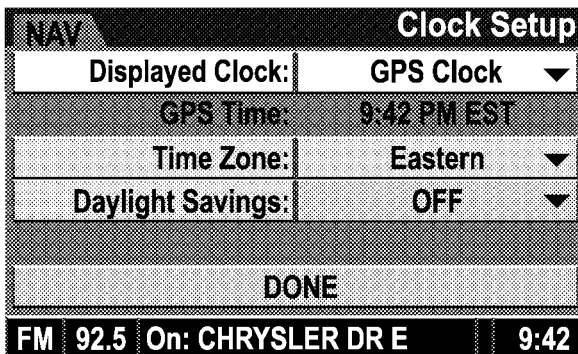 NAV Clock Setup
Displayed Clock: GPS Clock
GPS Time: 9:42 PM EST
Time Zone: Eastern
Daylight Savings: OFF
DONE
FM 92.5 On: CHRYSLER DR E 9:42